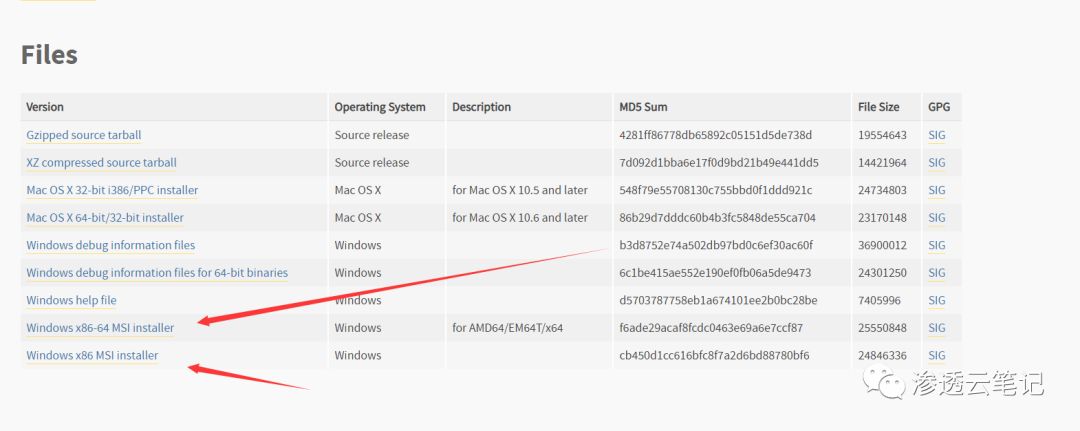 Files
Version Operating System Description MD5 Sum File Size GPG
Gzipped source tarball Source release 4281ff86778db65892c05151d5de738d 19554643 SIG
XZ compressed source tarball Source release 7d092d1bba6e17f0d9bd21b49e441dd5 14421964 SIG
Mac OS X 32-bit i386/PPC installer Mac OS X for Mac OS X 10.5 and later 548f79e55708130c755bbd0f1ddd921c 24734803 SIG
Mac OS X 64-bit/32-bit installer Mac OS X for Mac OS X 10.6 and later 86b29d7dddc60b4b3fc5848de55ca704 23170148 SIG
Windows debug information files Windows b3d8752e74a502db97bd0c6ef30ac60f 36900012 SIG
Windows debug information files for 64-bit binaries Windows 6c1be415ae552e190ef0fb06a5de9473 24301250 SIG
Windows help file Windows d5703787758eb1a674101ee2b0bc28be 7405996 SIG
Windows x86-64 MSI installer Windows for AMD64/EM64T/x64 f6ade29acaf8fcdc0463e69a6e7ccf87 25550848 SIG
Windows x86 MSI installer Windows cb450d1cc616bfc8f7a2d6bd88780bf6 24846336 SIG
渗透云笔记